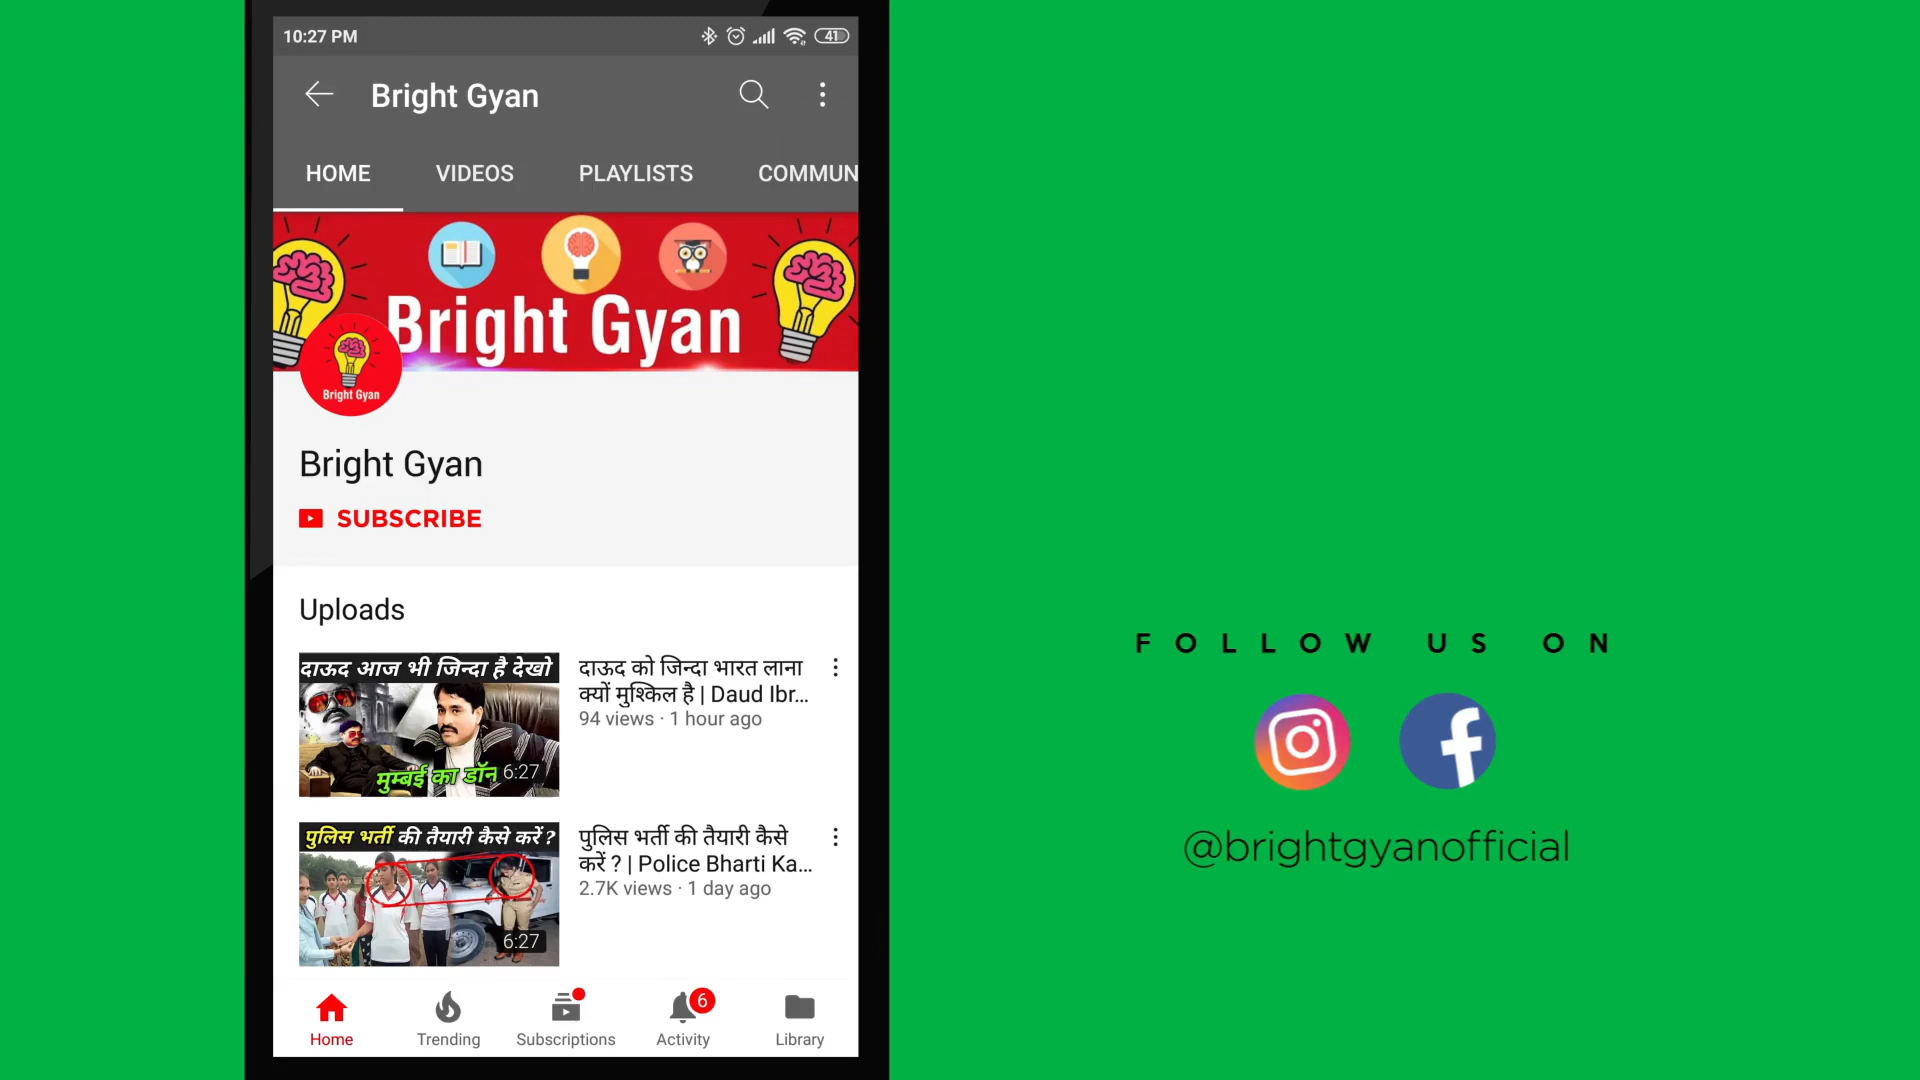 10:27 PM
41
Bright Gyan
HOME VIDEOS PLAYLISTS COMMUN
Bright Gyan
Bright Gyan
Bright Gyan
SUBSCRIBE
Uploads
दाऊद आज भी जिन्दा है देखो
मुम्बई का डॉन
6:27
दाऊद को जिन्दा भारत लाना
क्यों मुश्किल है | Daud Ibr...
94 views · 1 hour ago
पुलिस भर्ती की तैयारी कैसे करें ?
6:27
पुलिस भर्ती की तैयारी कैसे
करें ? | Police Bharti Ka...
2.7K views · 1 day ago
6
Home Trending Subscriptions Activity Library
FOLLOW US ON
@brightgyanofficial